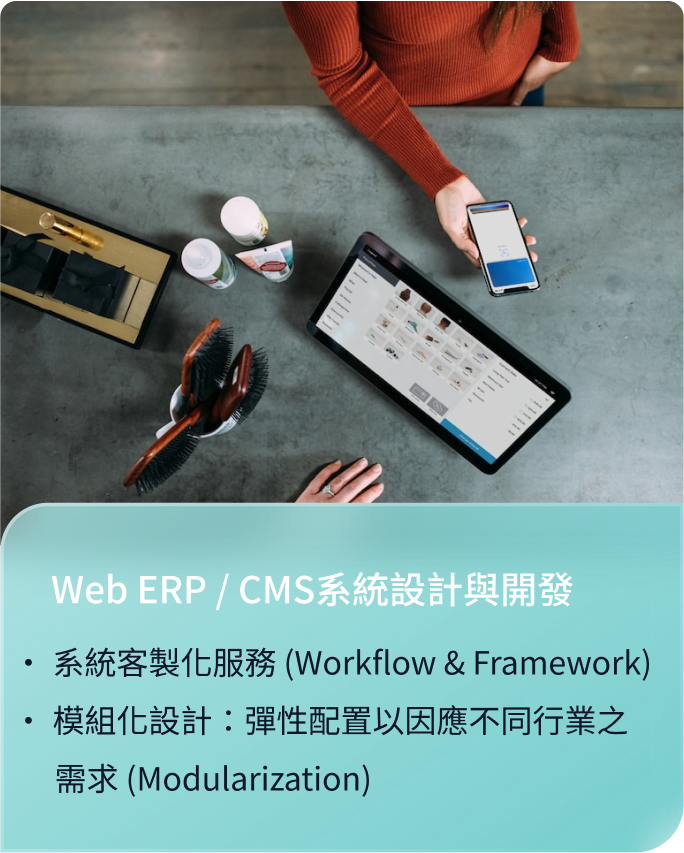 Web ERP / CMS系統設計與開發
• 系統客製化服務 (Workflow & Framework)
• 模組化設計：彈性配置以因應不同行業之
需求 (Modularization)